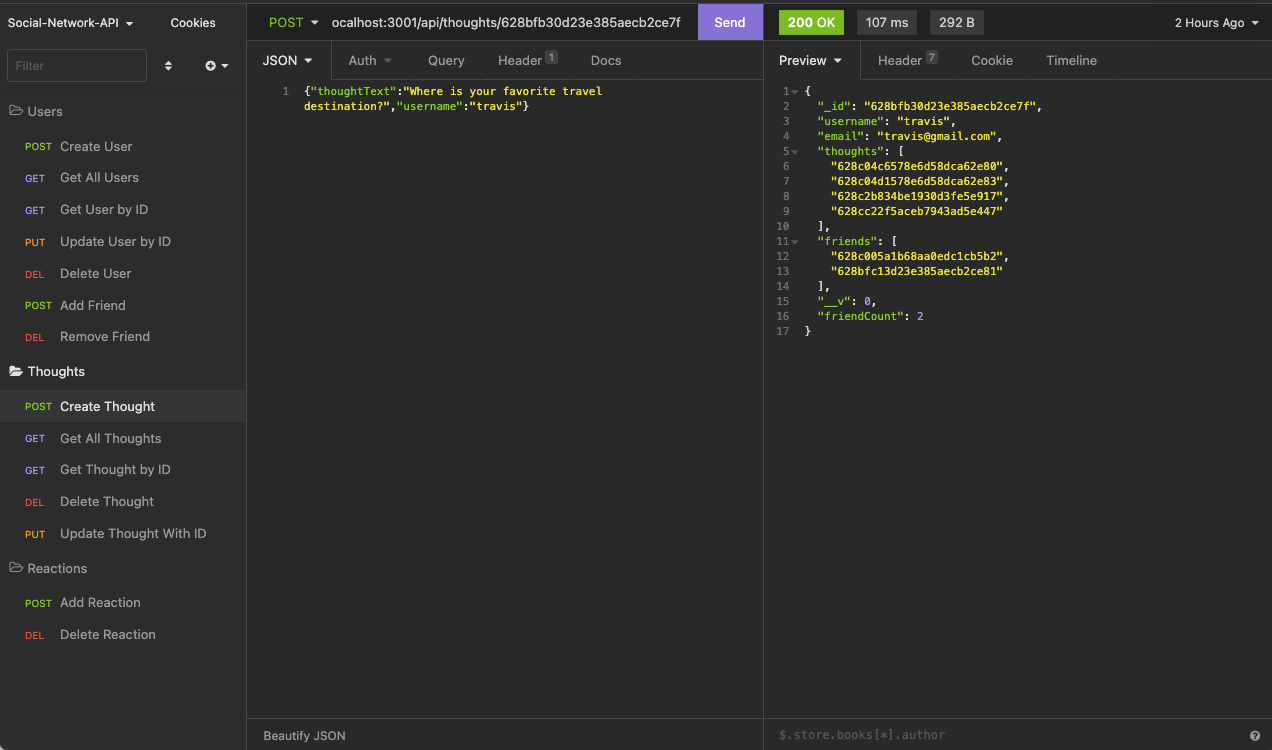 Social-Network-API
Cookies
Filter
Users
POST Create User
GET Get All Users
GET Get User by ID
PUT Update User by ID
DEL Delete User
POST Add Friend
DEL Remove Friend
Thoughts
POST Create Thought
GET Get All Thoughts
GET Get Thought by ID
DEL Delete Thought
PUT Update Thought With ID
Reactions
POST Add Reaction
DEL Delete Reaction
POST ocalhost:3001/api/thoughts/628bfb30d23e385aecb2ce7f Send
JSON Auth Query Header 1 Docs
1 {"thoughtText":"Where is your favorite travel
destination?","username":"travis"}
Beautify JSON
200 OK 107 ms 292 B 2 Hours Ago
Preview Header 7 Cookie Timeline
1 {
2 "_id": "628bfb30d23e385aecb2ce7f",
3 "username": "travis",
4 "email": "travis@gmail.com",
5 "thoughts": [
6 "628c04c6578e6d58dca62e80",
7 "628c04d1578e6d58dca62e83",
8 "628c2b834be1930d3fe5e917",
9 "628cc22f5aceb7943ad5e447"
10 ],
11 "friends": [
12 "628c005a1b68aa0edc1cb5b2",
13 "628bfc13d23e385aecb2ce81"
14 ],
15 "__v": 0,
16 "friendCount": 2
17 }
$.store.books[*].author